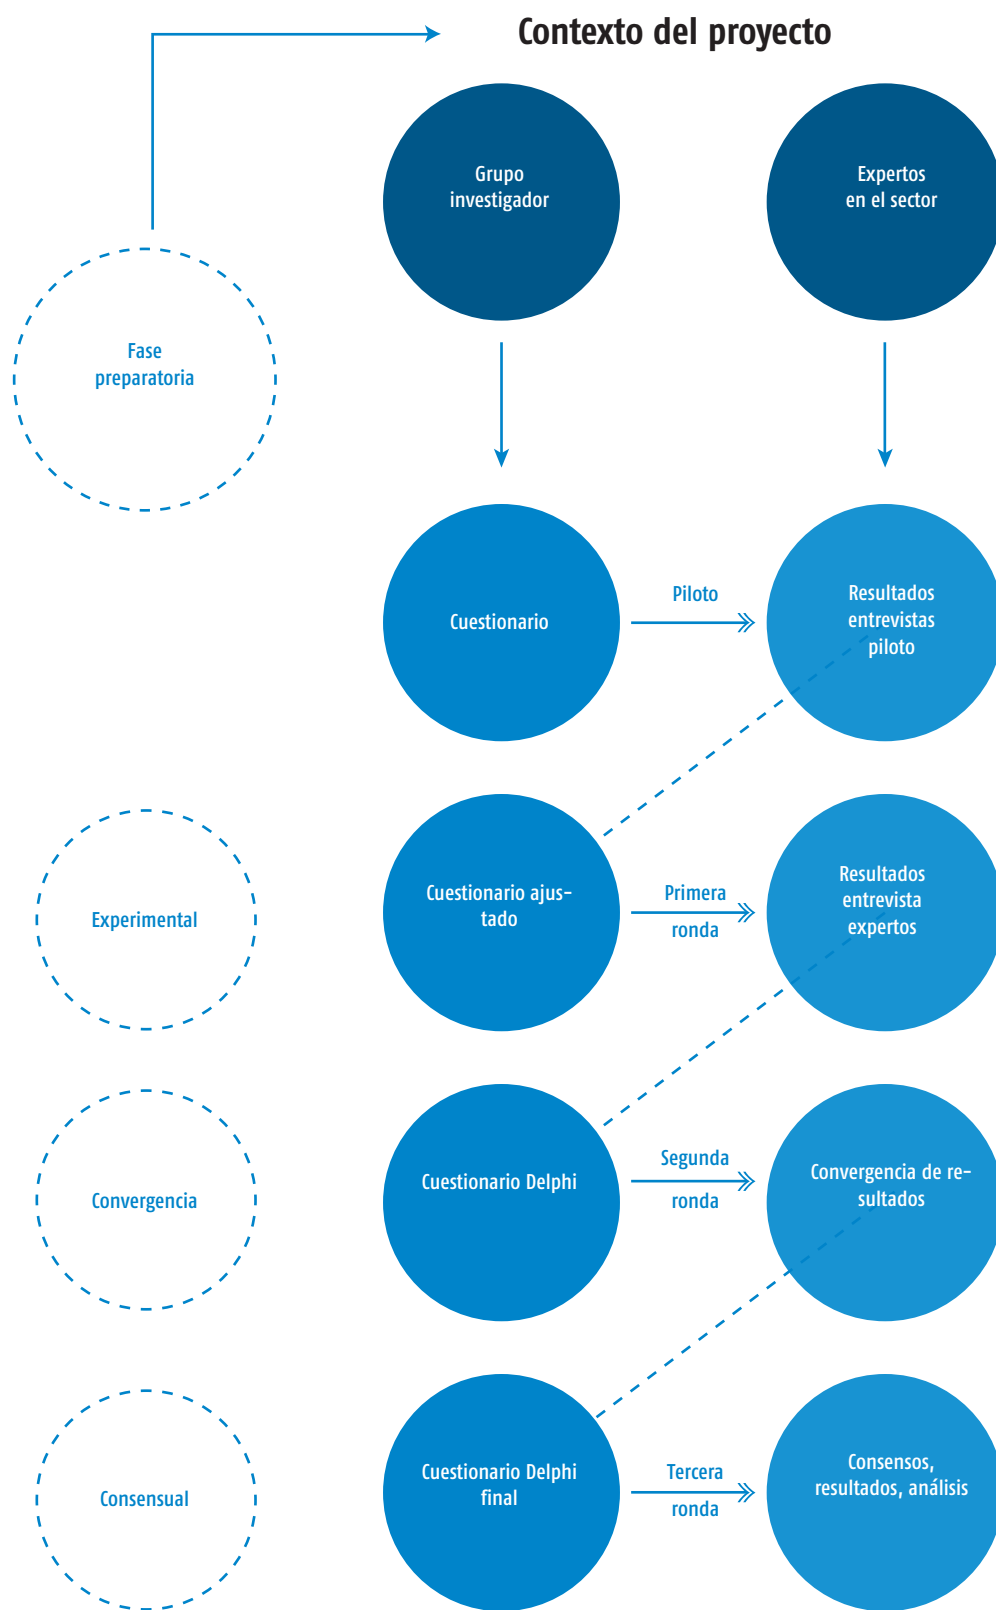 Contexto del proyecto
Grupo
investigador
Expertos
en el sector
Fase
preparatoria
Cuestionario
Piloto
Resultados
entrevistas
piloto
Experimental
Cuestionario ajus-
tado
Primera
ronda
Resultados
entrevista
expertos
Convergencia
Cuestionario Delphi
Segunda
ronda
Convergencia de re-
sultados
Consensual
Cuestionario Delphi
final
Tercera
ronda
Consensos,
resultados, análisis